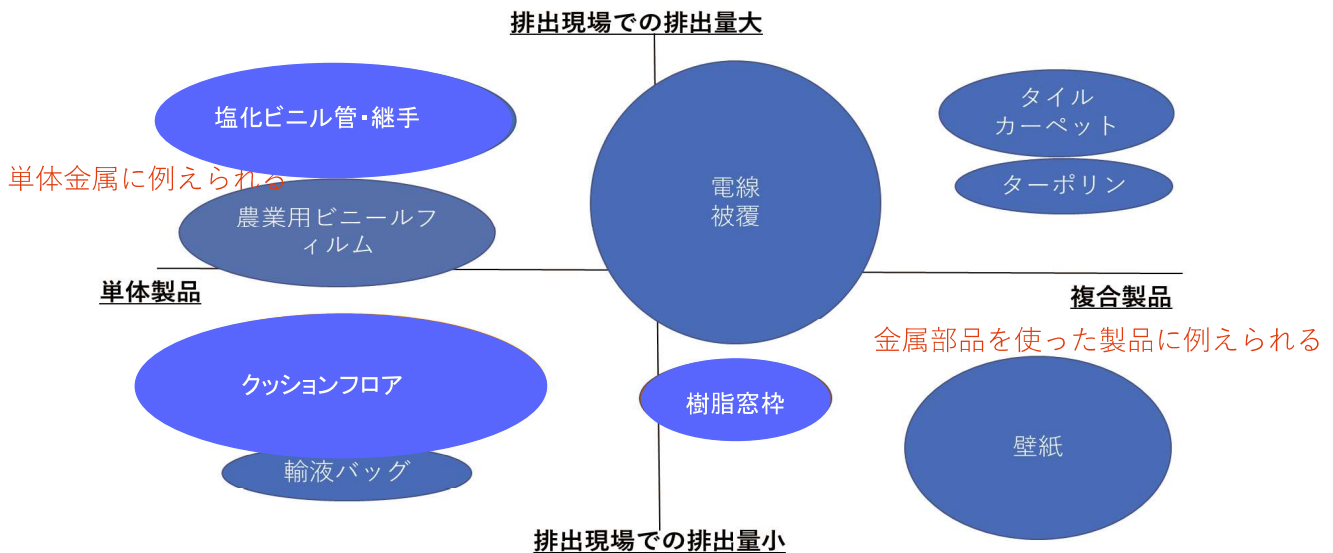 排出現場での排出量大
塩化ビニル管・継手
タイル
カーペット
単体金属に例えられる
電線
被覆
ターポリン
農業用ビニールフ
ィルム
単体製品
複合製品
金属部品を使った製品に例えられる
クッションフロア
樹脂窓枠
壁紙
輸液バッグ
排出現場での排出量小